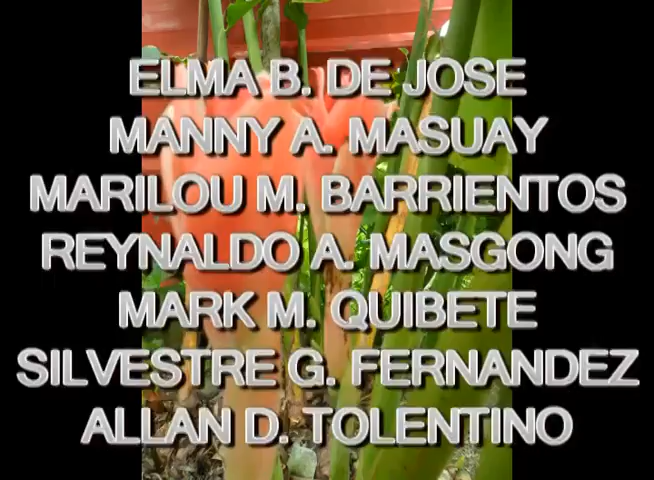 ELMA B. DE JOSE
MANNY A. MASUAY
MARILOU M. BARRIENTOS
REYNALDO A. MASGONG
MARK M. QUIBETE
SILVESTRE G. FERNANDEZ
ALLAN D. TOLENTINO